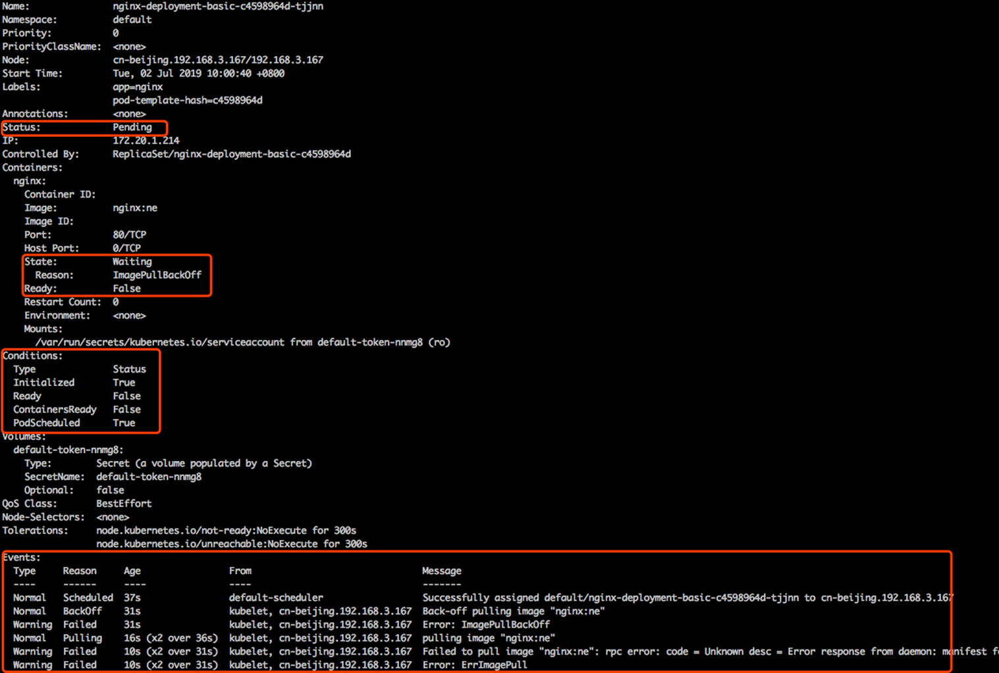 Name: nginx-deployment-basic-c4598964d-tjjnn
Namespace: default
Priority: 0
PriorityClassName: <none>
Node: cn-beijing.192.168.3.167/192.168.3.167
Start Time: Tue, 02 Jul 2019 10:00:40 +0800
Labels: app=nginx
pod-template-hash=c4598964d
Annotations: <none>
Status: Pending
IP: 172.20.1.214
Controlled By: ReplicaSet/nginx-deployment-basic-c4598964d
Containers:
nginx:
Container ID:
Image: nginx:ne
Image ID:
Port: 80/TCP
Host Port: 0/TCP
State: Waiting
Reason: ImagePullBackOff
Ready: False
Restart Count: 0
Environment: <none>
Mounts:
/var/run/secrets/kubernetes.io/serviceaccount from default-token-nnmg8 (ro)
Conditions:
Type Status
Initialized True
Ready False
ContainersReady False
PodScheduled True
Volumes:
default-token-nnmg8:
Type: Secret (a volume populated by a Secret)
SecretName: default-token-nnmg8
Optional: false
QoS Class: BestEffort
Node-Selectors: <none>
Tolerations: node.kubernetes.io/not-ready:NoExecute for 300s
node.kubernetes.io/unreachable:NoExecute for 300s
Events:
Type Reason Age From Message
---- ------ ---- ---- -------
Normal Scheduled 37s default-scheduler Successfully assigned default/nginx-deployment-basic-c4598964d-tjjnn to cn-beijing.192.168.3.167
Normal BackOff 31s kubelet, cn-beijing.192.168.3.167 Back-off pulling image "nginx:ne"
Warning Failed 31s kubelet, cn-beijing.192.168.3.167 Error: ImagePullBackOff
Normal Pulling 16s (x2 over 36s) kubelet, cn-beijing.192.168.3.167 pulling image "nginx:ne"
Warning Failed 10s (x2 over 31s) kubelet, cn-beijing.192.168.3.167 Failed to pull image "nginx:ne": rpc error: code = Unknown desc = Error response from daemon: manifest
Warning Failed 10s (x2 over 31s) kubelet, cn-beijing.192.168.3.167 Error: ErrImagePull